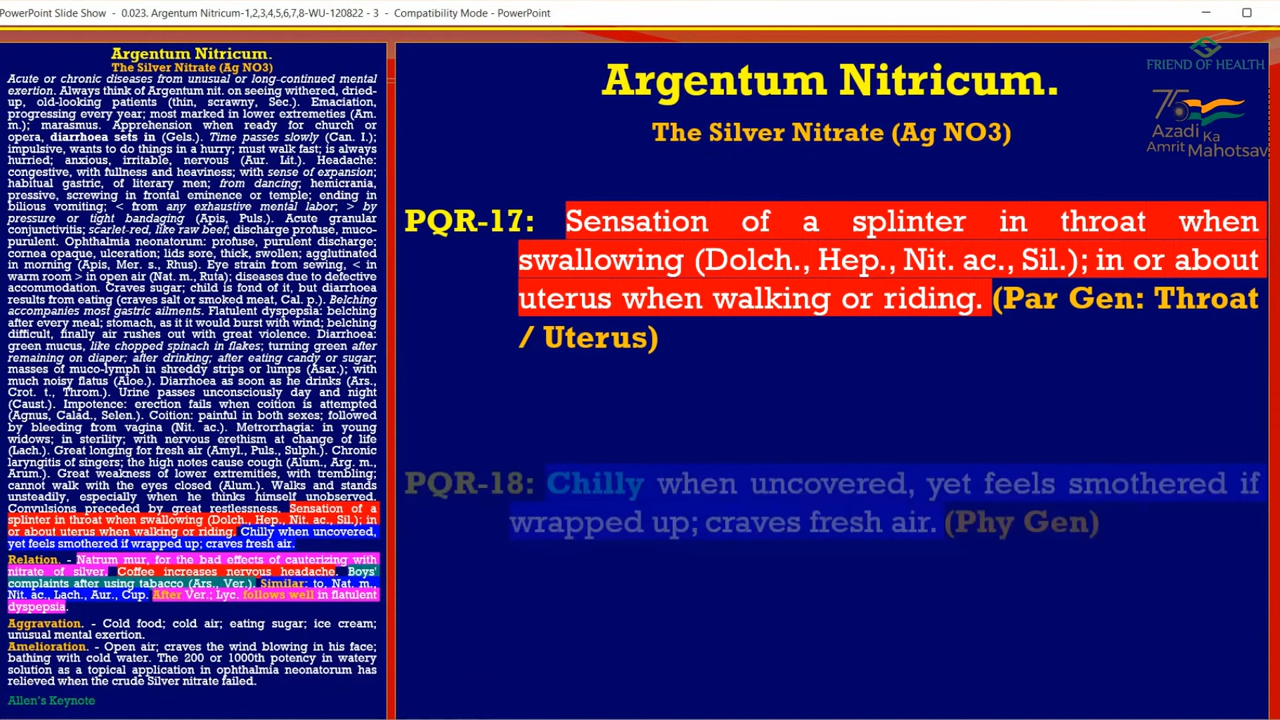 PowerPoint Slide Show - 0.023. Argentum Nitricum-1,2,3,4,5,6,7,8-WU-120822 - 3 - Compatibility Mode - PowerPoint
Argentum Nitricum.
The Silver Nitrate (Ag NO3)
Acute or chronic diseases from unusual or long-continued mental
exertion. Always think of Argentum nit. on seeing withered, dried-
up, old-looking patients (thin, scrawny, Sec.). Emaciation,
progressing every year; most marked in lower extremeties (Am.
m.); marasmus. Apprehension when ready for church or
opera, diarrhoea sets in (Gels.). Time passes slowly (Can. I.);
impulsive, wants to do things in a hurry; must walk fast; is always
hurried; anxious, irritable, nervous (Aur. Lit.). Headache:
congestive, with fullness and heaviness; with sense of expansion;
habitual gastric, of literary men; from dancing; hemicrania,
pressive, screwing in frontal eminence or temple; ending in
bilious vomiting; < from any exhaustive mental labor; > by
pressure or tight bandaging (Apis, Puls.). Acute granular
conjunctivitis; scarlet-red, like raw beef; discharge profuse, muco-
purulent. Ophthalmia neonatorum: profuse, purulent discharge;
cornea opaque, ulceration; lids sore, thick, swollen; agglutinated
in morning (Apis, Mer. s., Rhus). Eye strain from sewing, < in
warm room > in open air (Nat. m., Ruta); diseases due to defective
accommodation. Craves sugar; child is fond of it, but diarrhoea
results from eating (craves salt or smoked meat, Cal. p.). Belching
accompanies most gastric ailments. Flatulent dyspepsia: belching
after every meal; stomach, as it it would burst with wind; belching
difficult, finally air rushes out with great violence. Diarrhoea:
green mucus, like chopped spinach in flakes; turning green after
remaining on diaper; after drinking; after eating candy or sugar;
masses of muco-lymph in shreddy strips or lumps (Asar.); with
much noisy flatus (Aloe.). Diarrhoea as soon as he drinks (Ars.,
Crot. t., Throm.). Urine passes unconsciously day and night
(Caust.). Impotence: erection fails when coition is attempted
(Agnus, Calad., Selen.). Coition: painful in both sexes; followed
by bleeding from vagina (Nit. ac.). Metrorrhagia: in young
widows; in sterility; with nervous erethism at change of life
(Lach.). Great longing for fresh air (Amyl., Puls., Sulph.). Chronic
laryngitis of singers; the high notes cause cough (Alum., Arg. m.,
Arum.). Great weakness of lower extremities, with trembling;
cannot walk with the eyes closed (Alum.). Walks and stands
unsteadily, especially when he thinks himself unobserved.
Convulsions preceded by great restlessness. Sensation of a
splinter in throat when swallowing (Dolch., Hep., Nit. ac., Sil.); in
or about uterus when walking or riding. Chilly when uncovered,
yet feels smothered if wrapped up; craves fresh air.
Relation. - Natrum mur, for the bad effects of cauterizing with
nitrate of silver. Coffee increases nervous headache. Boys'
complaints after using tabacco (Ars., Ver.). Similar: to, Nat. m.,
Nit. ac., Lach., Aur., Cup. After Ver.; Lyc. follows well in flatulent
dyspepsia.
Aggravation. - Cold food; cold air; eating sugar; ice cream;
unusual mental exertion.
Amelioration. - Open air; craves the wind blowing in his face;
bathing with cold water. The 200 or 1000th potency in watery
solution as a topical application in ophthalmia neonatorum has
relieved when the crude Silver nitrate failed.
Allen's Keynote
Argentum Nitricum.
The Silver Nitrate (Ag NO3)
FRIEND OF HEALTH
75
Azadi Ka
Amrit Mahotsav
PQR-17: Sensation of a splinter in throat when
swallowing (Dolch., Hep., Nit. ac., Sil.); in or about
uterus when walking or riding. (Par Gen: Throat
/ Uterus)
PQR-18: Chilly when uncovered, yet feels smothered if
wrapped up; craves fresh air. (Phy Gen)